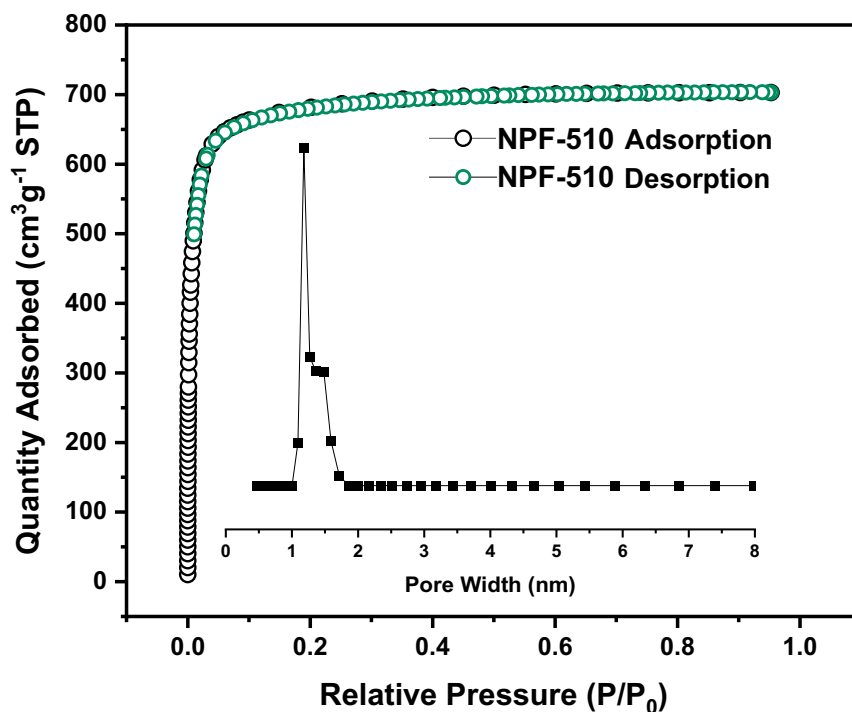 800
700
600
500
400
300
200
100
0
Quantity Adsorbed (cm³g⁻¹ STP)
NPF-510 Adsorption
NPF-510 Desorption
0 1 2 3 4 5 6 7 8
Pore Width (nm)
0.0 0.2 0.4 0.6 0.8 1.0
Relative Pressure (P/P₀)